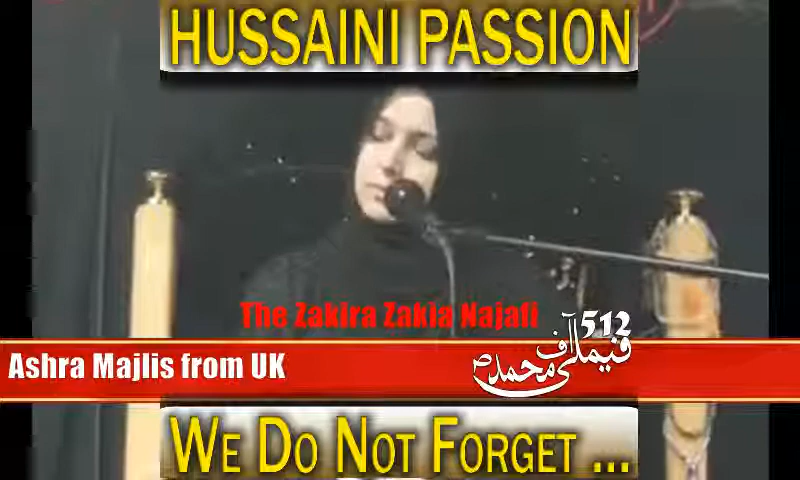 HUSSAINI PASSION
The Zakira Zakia Najafi
512
فیملی آف
محمد ص
Ashra Majlis from UK
WE DO NOT FORGET ...